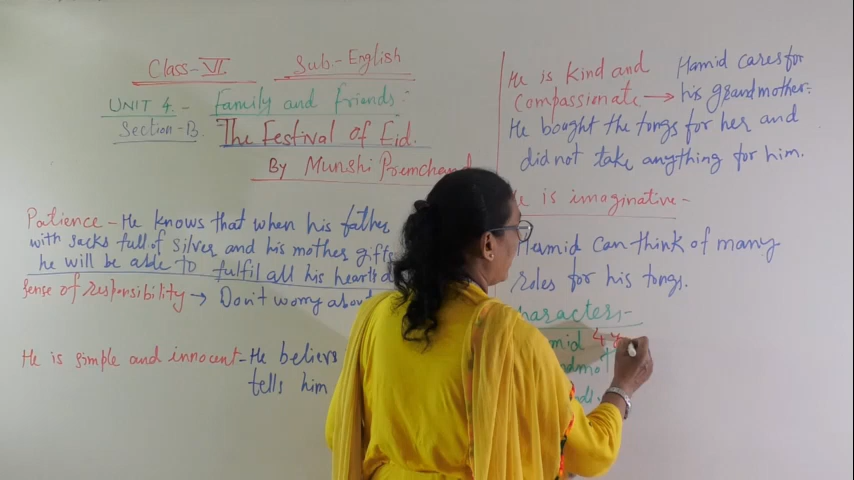 Class-VI Sub-English
UNIT 4.- family and friends:
Section-B. The Festival of Eid.
By Munshi Premchand
Patience - He knows that when his father
with sacks full of silver and his mother gifts
he will be able to fulfil all his hearts
sense of responsibility → Don't worry about
He is simple and innocent - He believes
tells him
He is kind and Hamid cares for
Compassionate → his grandmother.
He bought the tongs for her and
did not take anything for him.
He is imaginative-
Hamid can think of many
roles for his tongs.
Characters-
4